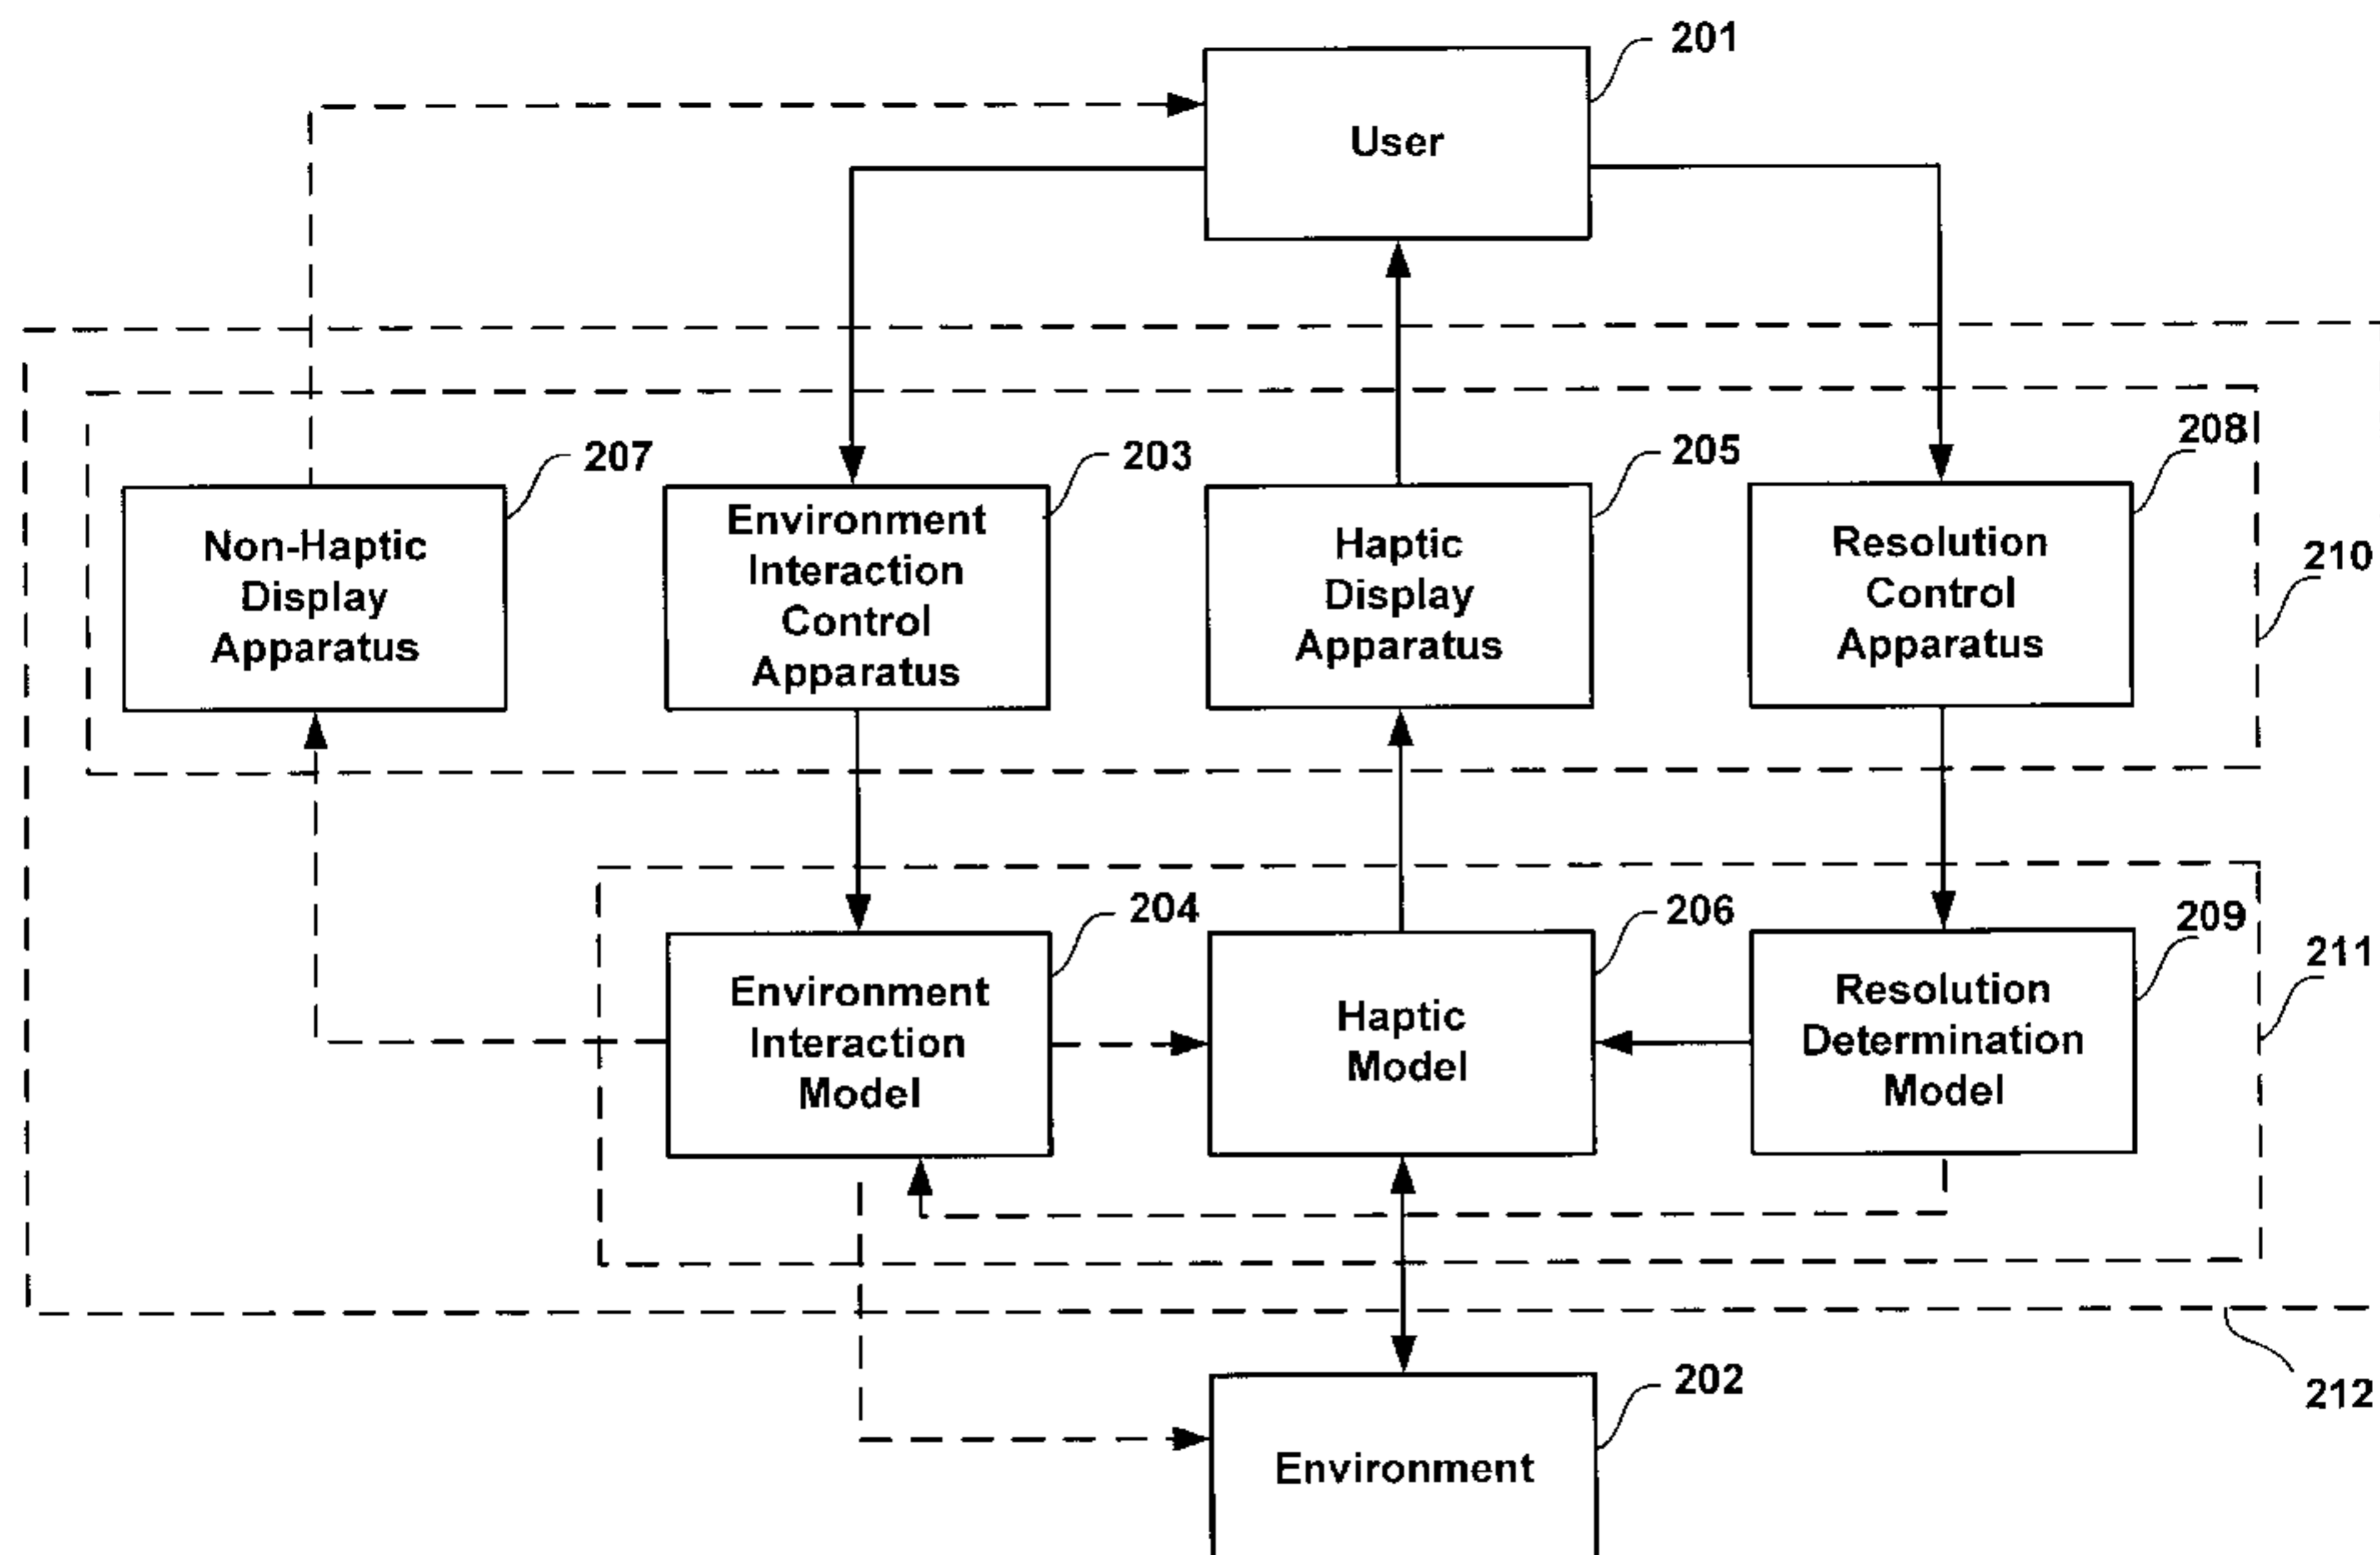 201
User
207
203
205
208
Non-Haptic
Display
Apparatus
Environment
Interaction
Control
Apparatus
Haptic
Display
Apparatus
Resolution
Control
Apparatus
210
204
206
209
211
Environment
Interaction
Model
Haptic
Model
Resolution
Determination
Model
202
212
Environment